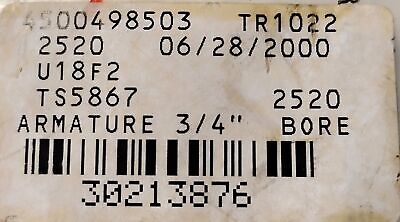 4500498503 TR1022
2520 06/28/2000
U18F2
TS5867 2520
ARMATURE 3/4" BORE
30213876